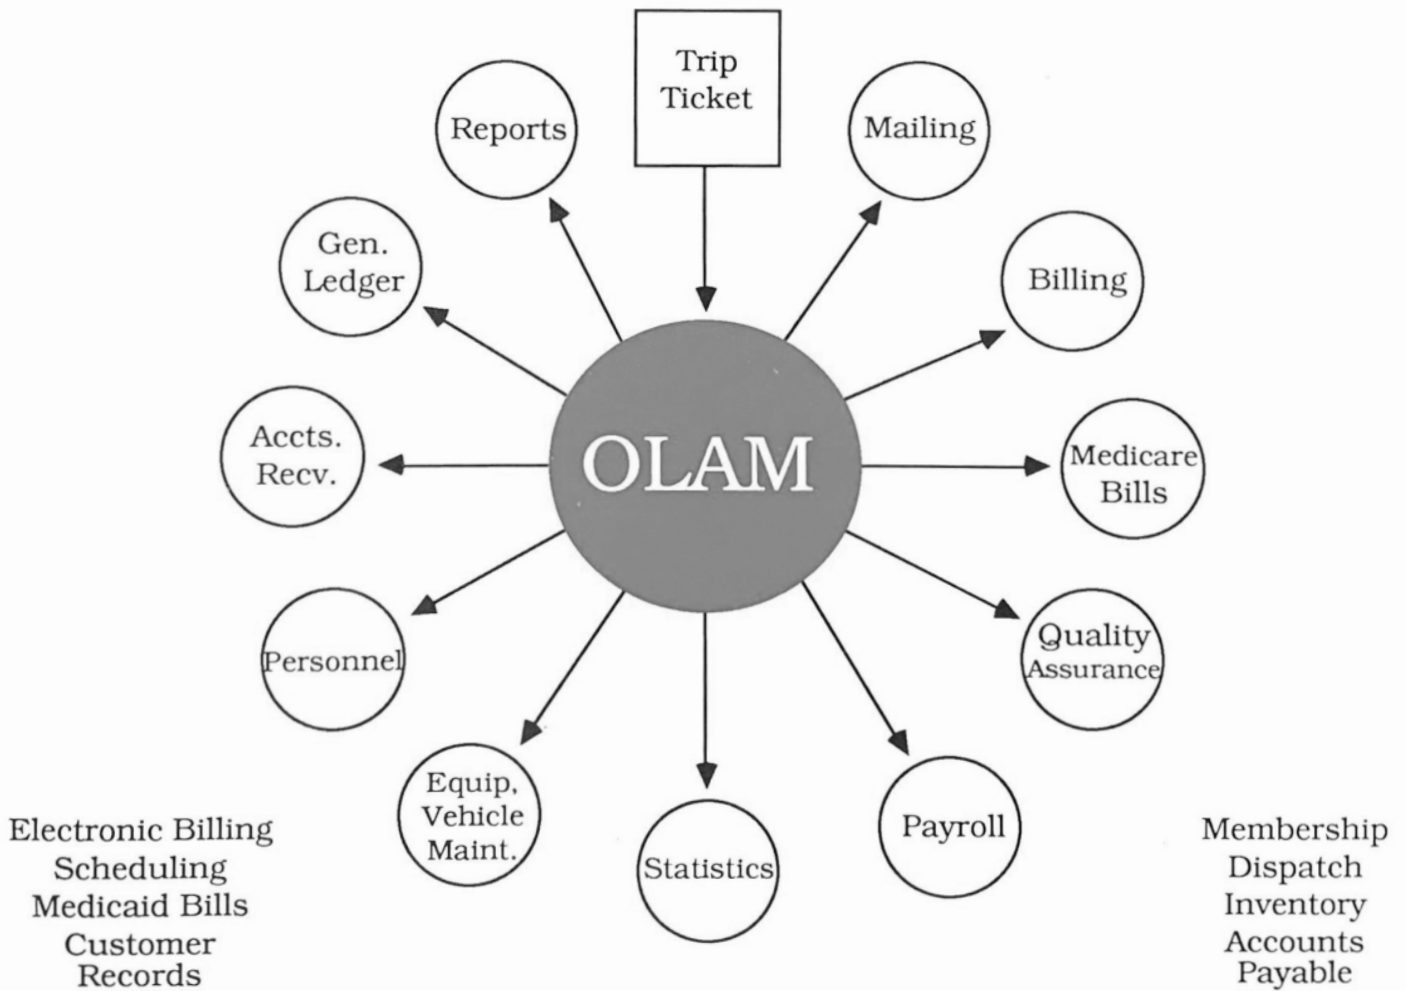 Trip
Ticket
Reports
Mailing
Gen.
Ledger
Billing
Accts.
Recv.
OLAM
Medicare
Bills
Personnel
Quality
Assurance
Equip,
Vehicle
Maint.
Statistics
Payroll
Electronic Billing
Scheduling
Medicaid Bills
Customer
Records
Membership
Dispatch
Inventory
Accounts
Payable